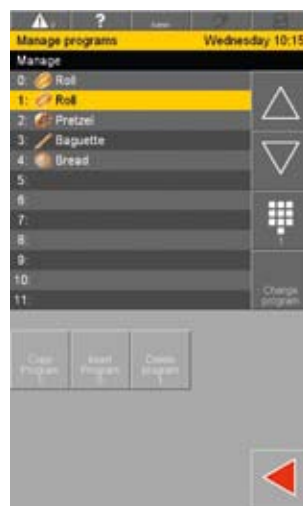 ?
Manage programs Wednesday 10:15
Manage
0: Roll
1: Roll
2: Pretzel
3: Baguette
4: Bread
5:
6:
7:
8:
9:
10:
11:
1
Change program
Copy Program
Insert Program
Delete program